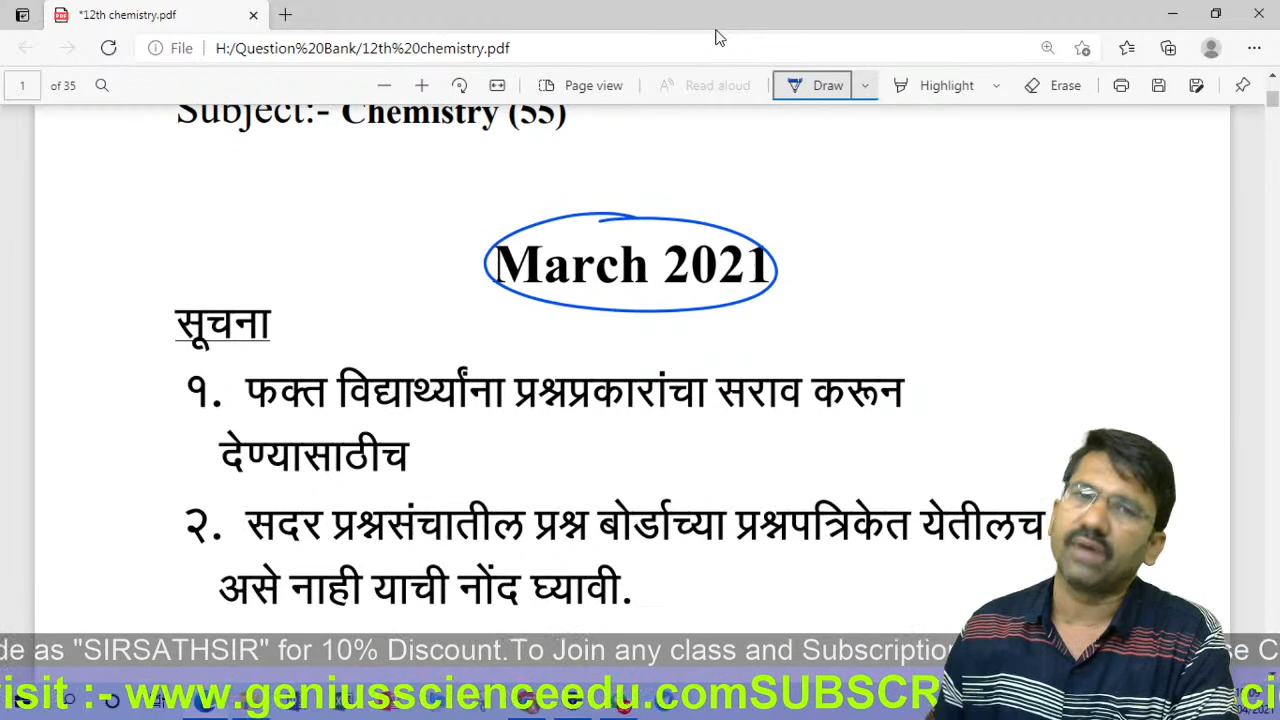 *12th chemistry.pdf
File
H:/Question%20Bank/12th%20chemistry.pdf
1 of 35
Page view
Read aloud
Draw
Highlight
Erase
Subject:- Chemistry (55)
March 2021
सूचना
१. फक्त विद्यार्थ्यांना प्रश्नप्रकारांचा सराव करून
देण्यासाठीच
२. सदर प्रश्नसंचातील प्रश्न बोर्डाच्या प्रश्नपत्रिकेत येतीलच
असे नाही याची नोंद घ्यावी.
de as "SIRSATHSIR" for 10% Discount.To Join any class and Subscription
visit :- www.geniusscienceedu.comSUBSCR